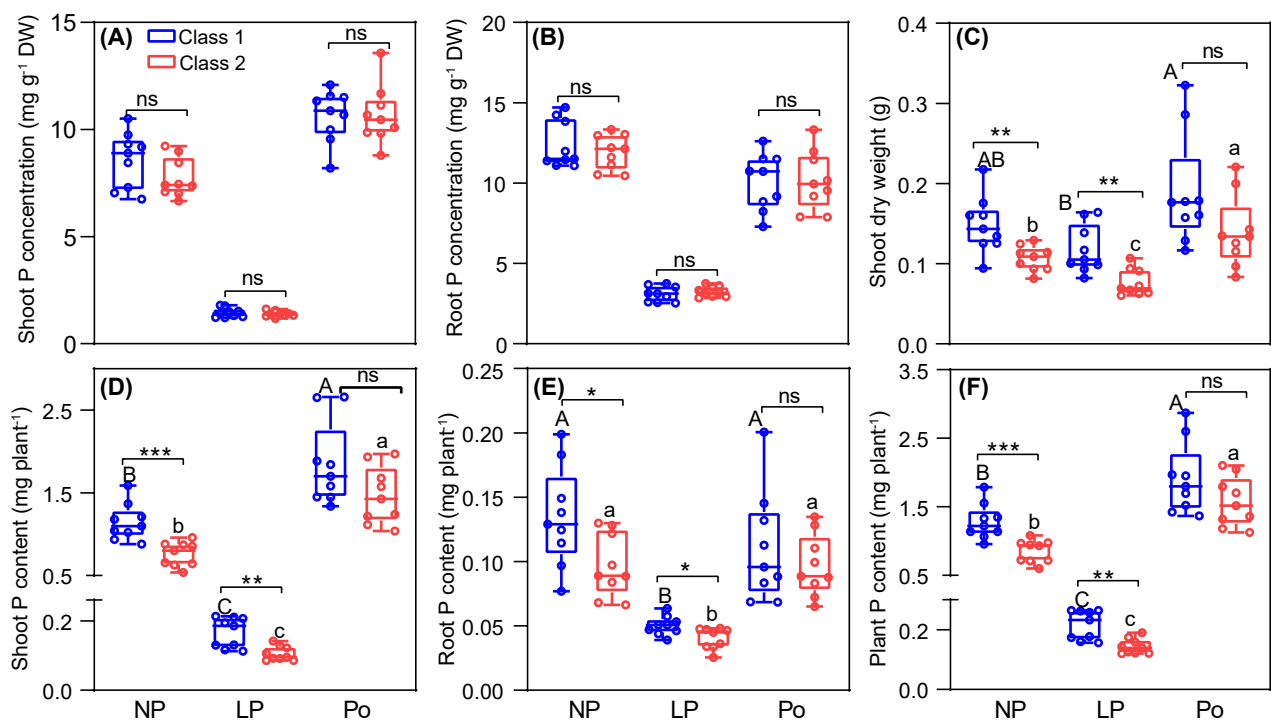 (A)
Class 1
Class 2
Shoot P concentration (mg g⁻¹ DW)
15
10
5
0
ns
ns
ns
(B)
Root P concentration (mg g⁻¹ DW)
20
15
10
5
0
ns
ns
ns
(C)
Shoot dry weight (g)
0.4
0.3
0.2
0.1
0.0
**
AB
b
**
B
c
ns
A
a
(D)
Shoot P content (mg plant⁻¹)
2.5
1.5
0.5
0.2
0.0
***
B
b
**
C
c
ns
A
a
NP
LP
Po
(E)
Root P content (mg plant⁻¹)
0.25
0.20
0.15
0.10
0.05
0.00
*
A
a
*
B
b
ns
A
a
NP
LP
Po
(F)
Plant P content (mg plant⁻¹)
3.5
2.5
1.5
0.5
0.2
0.0
***
B
b
**
C
c
ns
A
a
NP
LP
Po